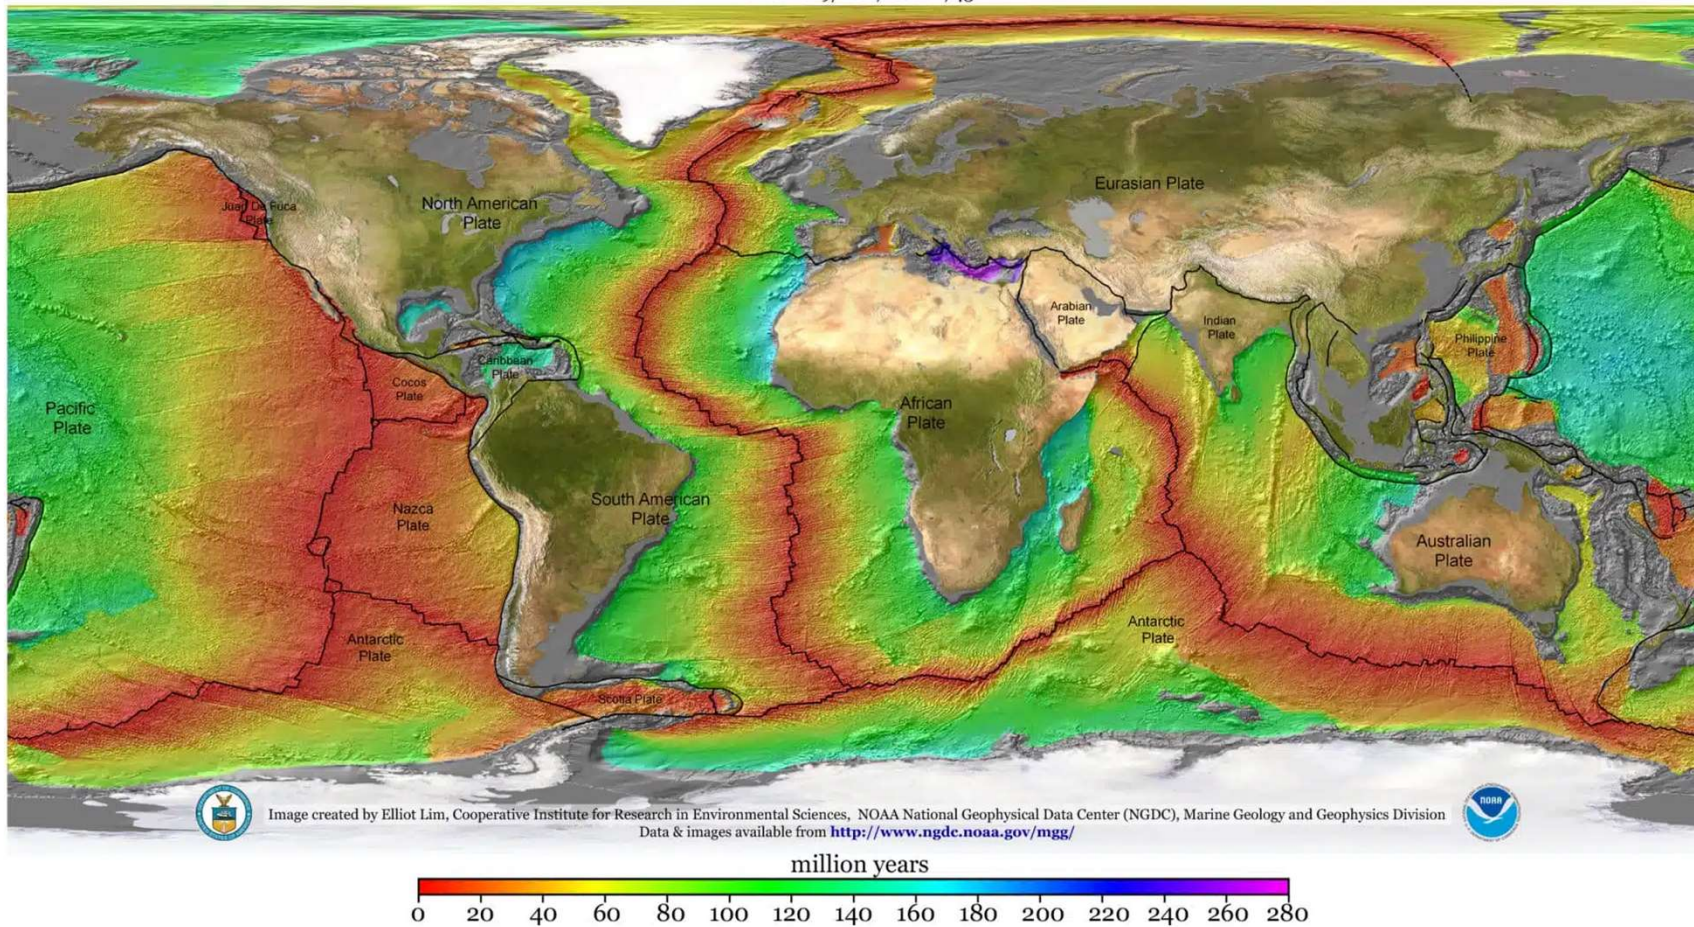 Juan De Fuca
Plate
North American
Plate
Eurasian Plate
Arabian
Plate
Indian
Plate
Philippine
Plate
Caribbean
Plate
Cocos
Plate
Pacific
Plate
African
Plate
Nazca
Plate
South American
Plate
Australian
Plate
Antarctic
Plate
Antarctic
Plate
Scotia Plate
Image created by Elliot Lim, Cooperative Institute for Research in Environmental Sciences, NOAA National Geophysical Data Center (NGDC), Marine Geology and Geophysics Division
Data & images available from http://www.ngdc.noaa.gov/mgg/
NOAA
million years
0 20 40 60 80 100 120 140 160 180 200 220 240 260 280